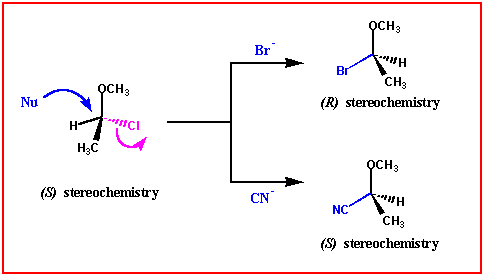 Nu
OCH3
H
Cl
H3C
(S) stereochemistry
Br-
OCH3
Br
H
CH3
(R) stereochemistry
CN-
OCH3
NC
H
CH3
(S) stereochemistry